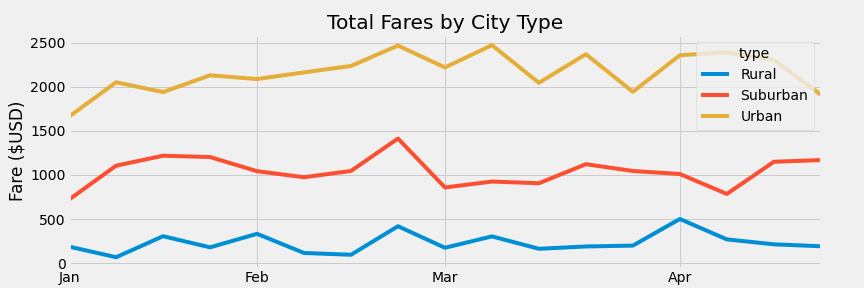 Total Fares by City Type
Fare ($USD)
2500
2000
1500
1000
500
0
Jan
Feb
Mar
Apr
type
Rural
Suburban
Urban